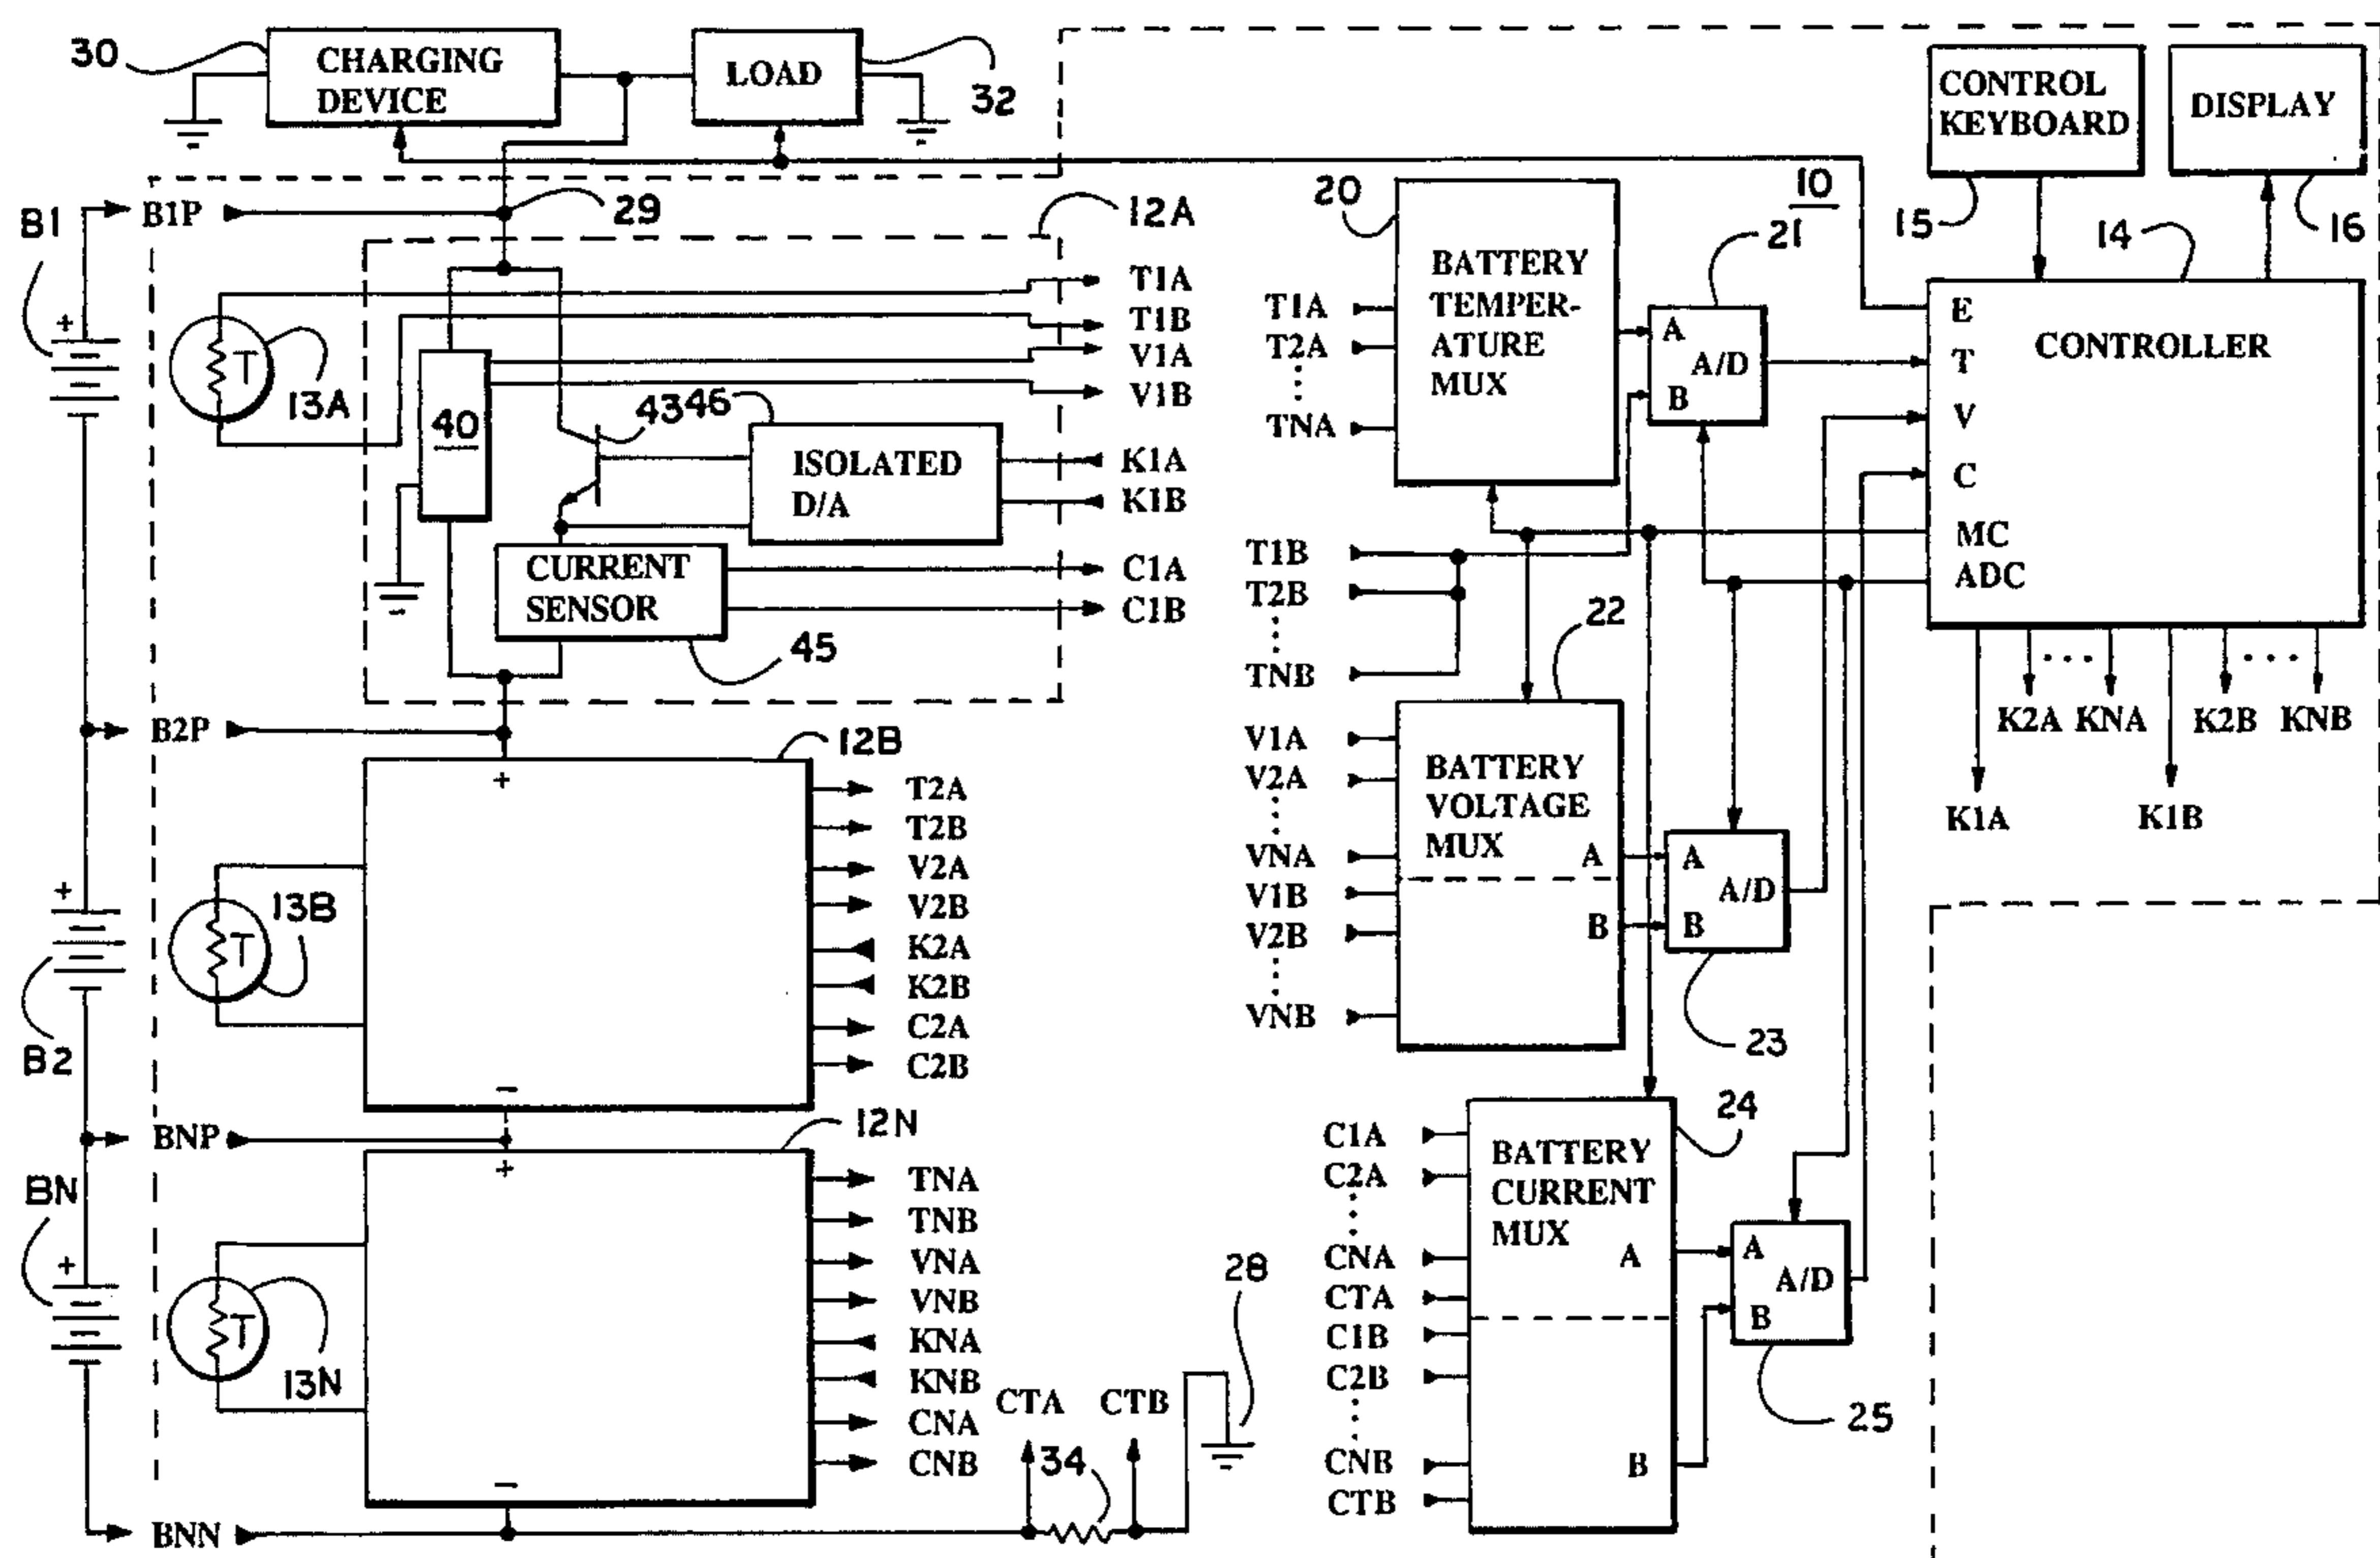 30
CHARGING
DEVICE
LOAD
32
CONTROL
KEYBOARD
DISPLAY
15
16
10
14
B1
+
B1P
29
12A
T1A
T1B
V1A
V1B
T
13A
40
43
46
ISOLATED
D/A
K1A
K1B
CURRENT
SENSOR
C1A
C1B
45
B2P
12B
+
T2A
T2B
V2A
V2B
K2A
K2B
C2A
C2B
−
+
B2
T
13B
BNP
12N
+
TNA
TNB
VNA
VNB
KNA
KNB
CNA
CNB
−
BN
+
T
13N
BNN
CTA
CTB
34
28
20
BATTERY
TEMPER-
ATURE
MUX
T1A
T2A
TNA
T1B
T2B
TNB
21
A
A/D
B
E
T
V
C
MC
ADC
CONTROLLER
K2A KNA K2B KNB
K1A
K1B
22
BATTERY
VOLTAGE
MUX
V1A
V2A
VNA
V1B
V2B
VNB
A
B
A
A/D
B
23
24
BATTERY
CURRENT
MUX
C1A
C2A
CNA
CTA
C1B
C2B
CNB
CTB
A
B
A
A/D
B
25